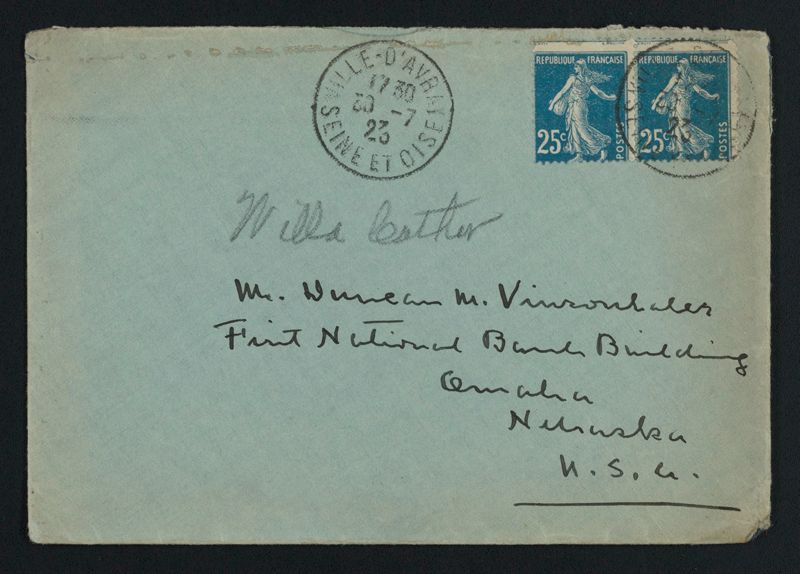 VILLE-D'AVRAY
17 30
30 -7
23
SEINE ET OISE
REPUBLIQUE FRANÇAISE
25c
POSTES
REPUBLIQUE FRANÇAISE
25c
POSTES
23
Willa Cather
Mr. Duncan M. Vinsonhaler
First National Bank Building
Omaha
Nebraska
U.S.A.